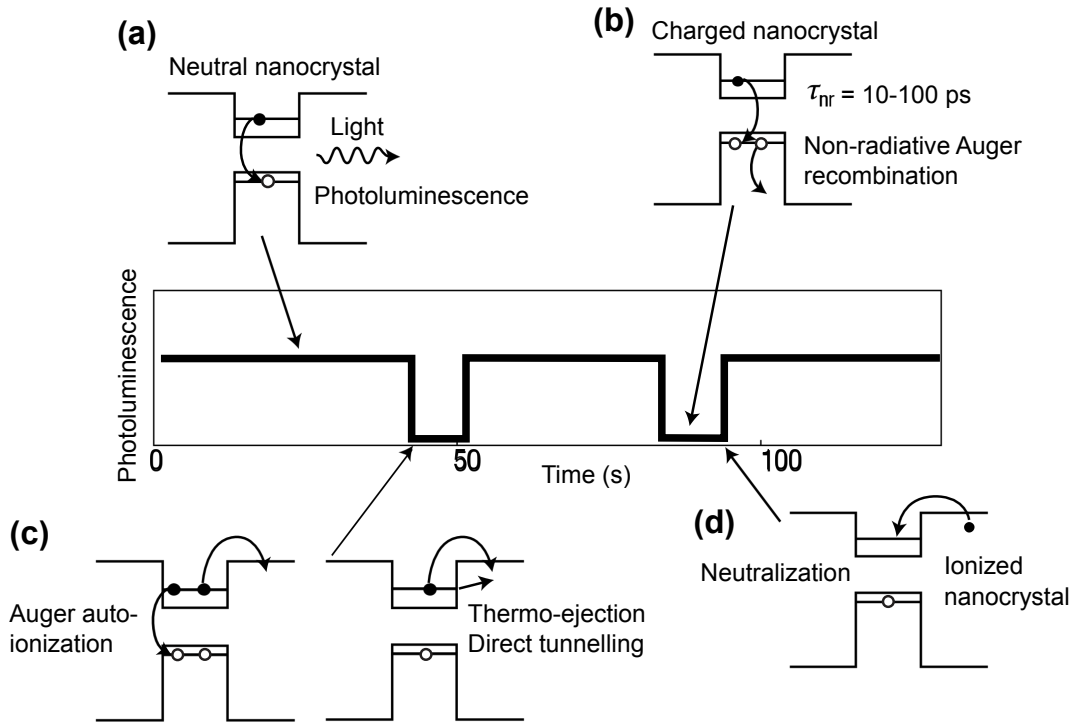 (a)
Neutral nanocrystal
Light
Photoluminescence
(b)
Charged nanocrystal
τnr = 10-100 ps
Non-radiative Auger
recombination
Photoluminescence
0
50
100
Time (s)
(c)
Auger auto-
ionization
Thermo-ejection
Direct tunnelling
(d)
Neutralization
Ionized
nanocrystal